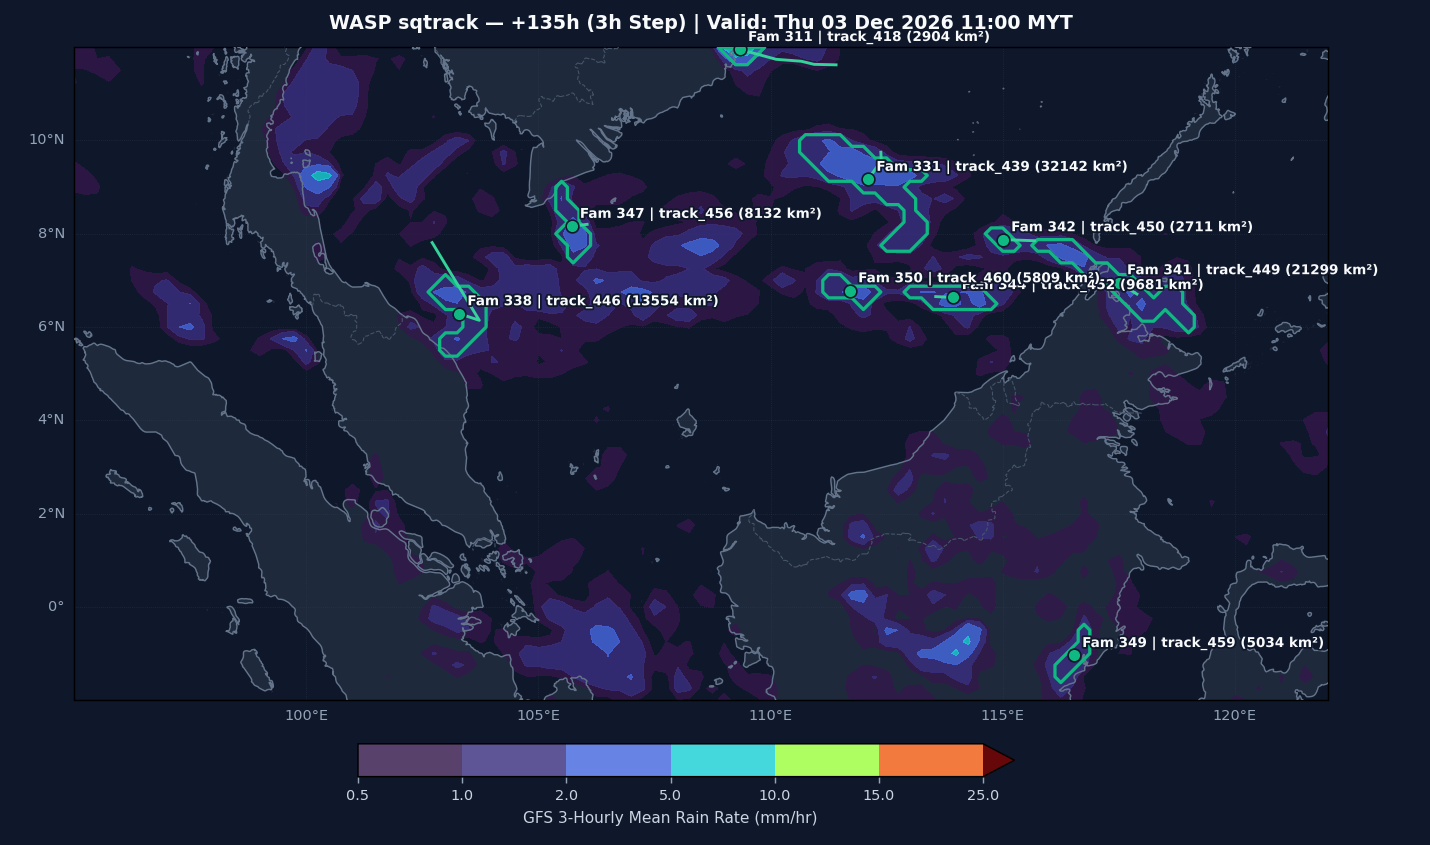 WASP sqtrack — +135h (3h Step) | Valid: Thu 03 Dec 2026 11:00 MYT
Fam 311 | track_418 (2904 km²)
10°N
Fam 331 | track_439 (32142 km²)
Fam 347 | track_456 (8132 km²)
8°N
Fam 342 | track_450 (2711 km²)
Fam 341 | track_449 (21299 km²)
Fam 350 | track_460 (5809 km²)
Fam 344 | track_452 (9681 km²)
Fam 338 | track_446 (13554 km²)
6°N
4°N
2°N
0°
Fam 349 | track_459 (5034 km²)
100°E 105°E 110°E 115°E 120°E
0.5 1.0 2.0 5.0 10.0 15.0 25.0
GFS 3-Hourly Mean Rain Rate (mm/hr)